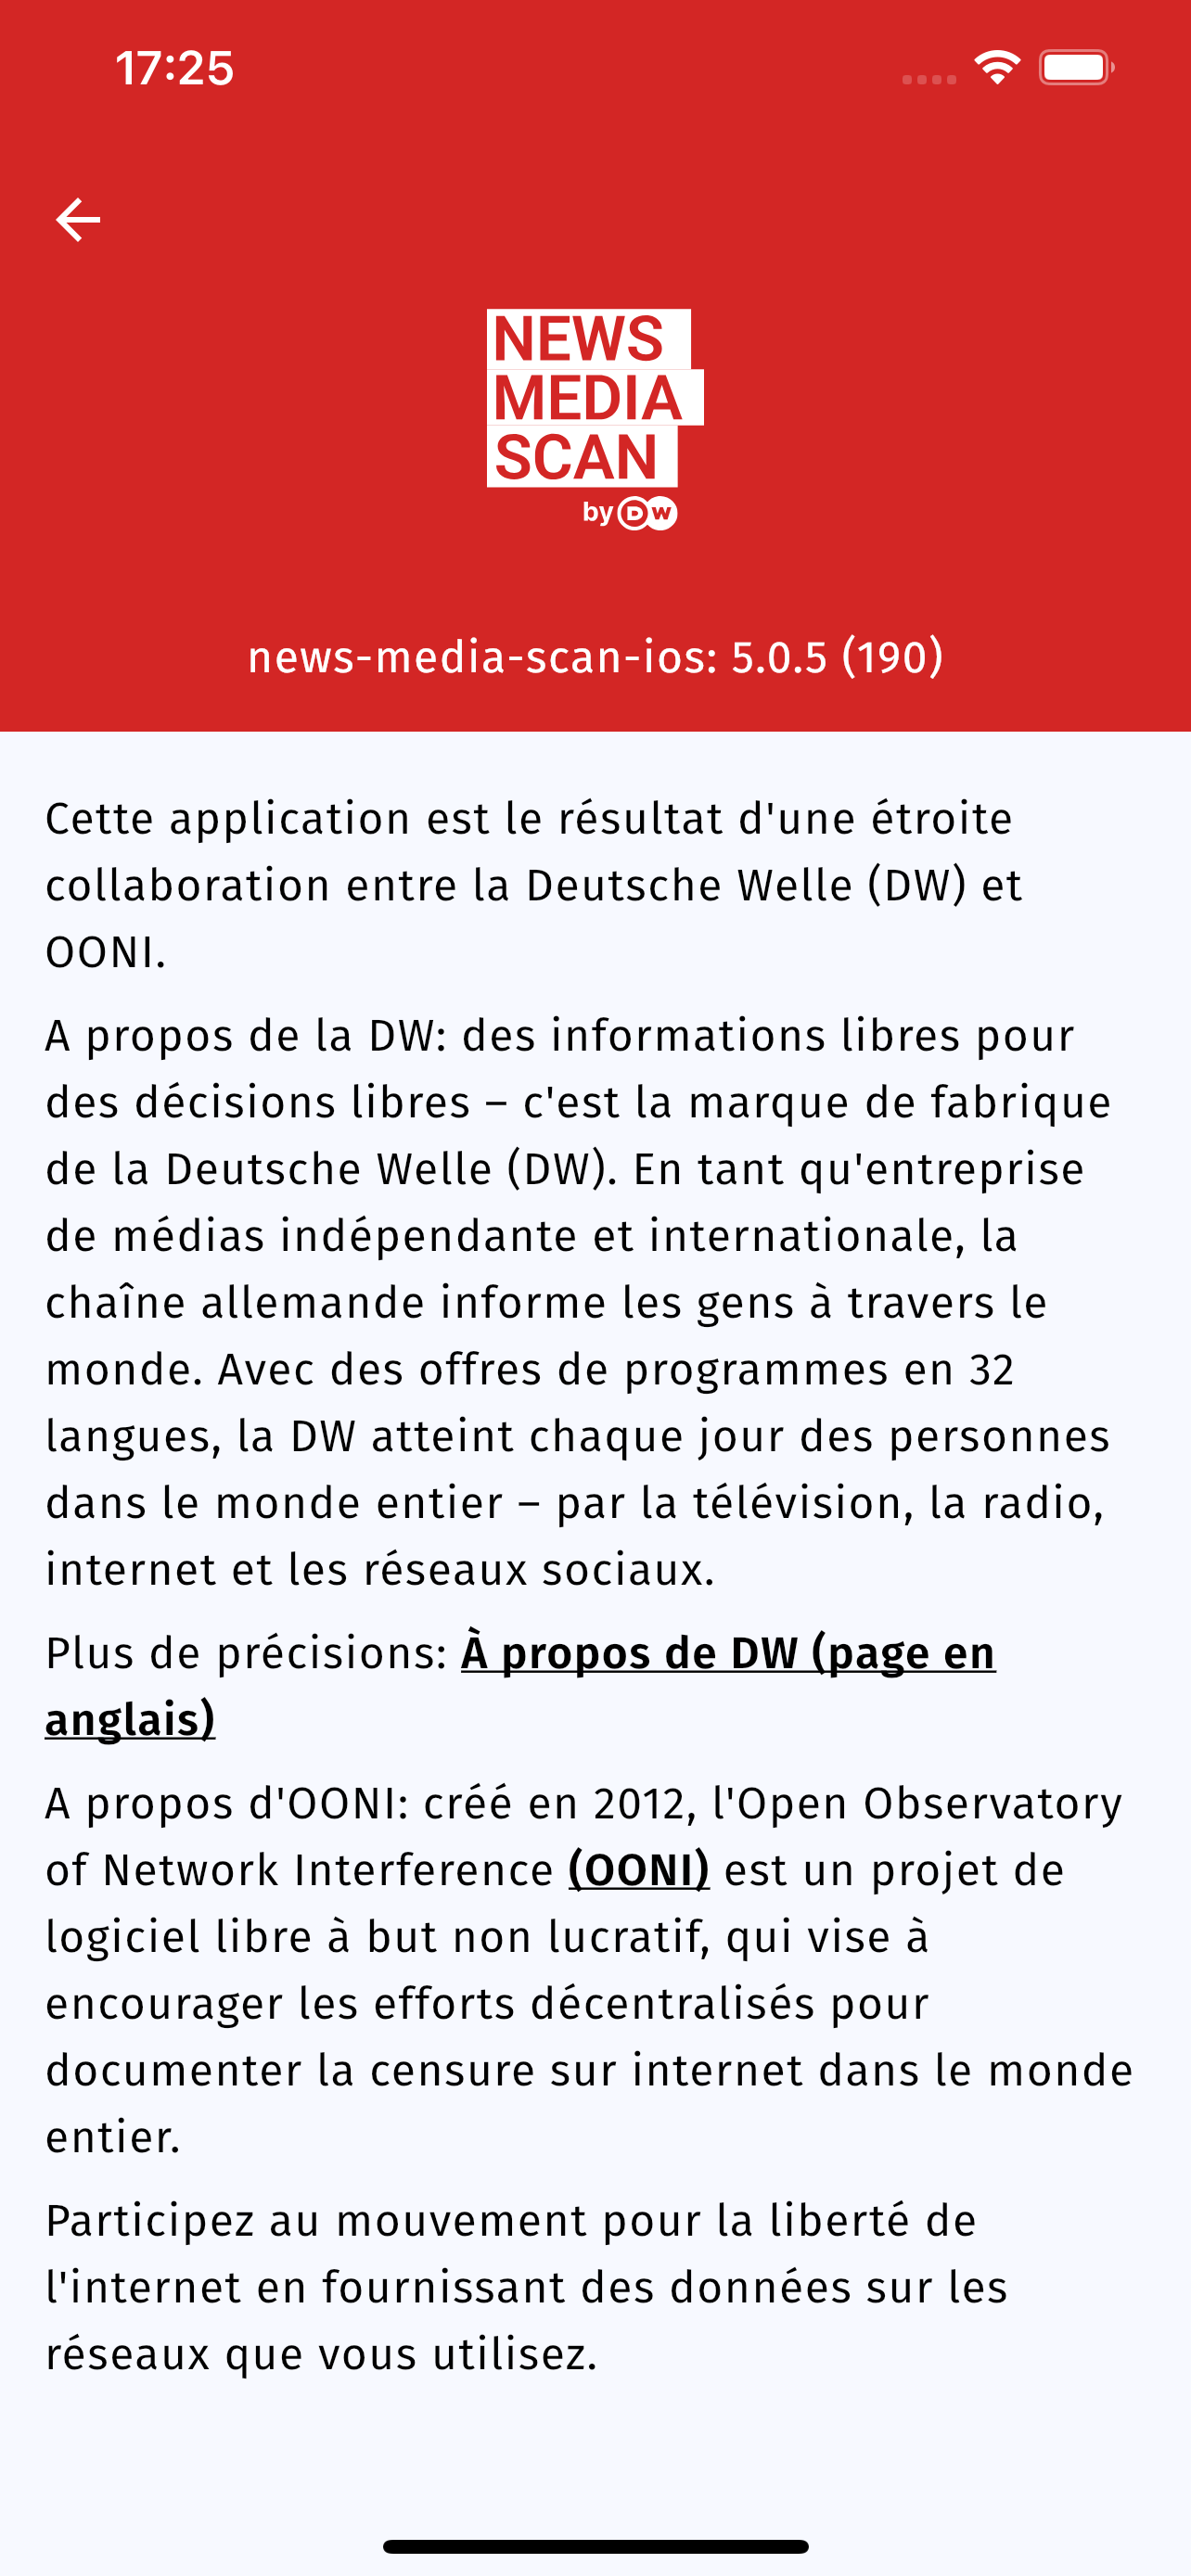 17:25
NEWS
MEDIA
SCAN
by DW
news-media-scan-ios: 5.0.5 (190)
Cette application est le résultat d'une étroite
collaboration entre la Deutsche Welle (DW) et
OONI.
A propos de la DW: des informations libres pour
des décisions libres – c'est la marque de fabrique
de la Deutsche Welle (DW). En tant qu'entreprise
de médias indépendante et internationale, la
chaîne allemande informe les gens à travers le
monde. Avec des offres de programmes en 32
langues, la DW atteint chaque jour des personnes
dans le monde entier – par la télévision, la radio,
internet et les réseaux sociaux.
Plus de précisions: À propos de DW (page en
anglais)
A propos d'OONI: créé en 2012, l'Open Observatory
of Network Interference (OONI) est un projet de
logiciel libre à but non lucratif, qui vise à
encourager les efforts décentralisés pour
documenter la censure sur internet dans le monde
entier.
Participez au mouvement pour la liberté de
l'internet en fournissant des données sur les
réseaux que vous utilisez.